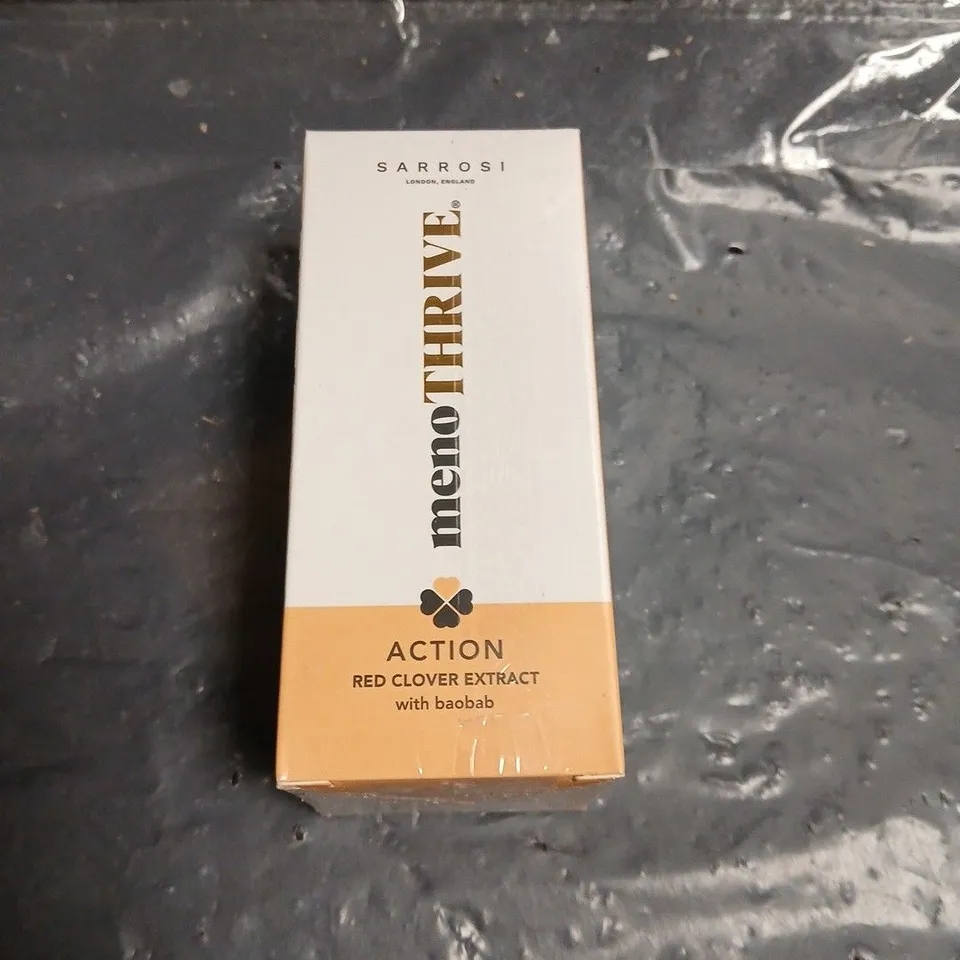 SARROSI
LONDON, ENGLAND
menoTHRIVE®
ACTION
RED CLOVER EXTRACT
with baobab